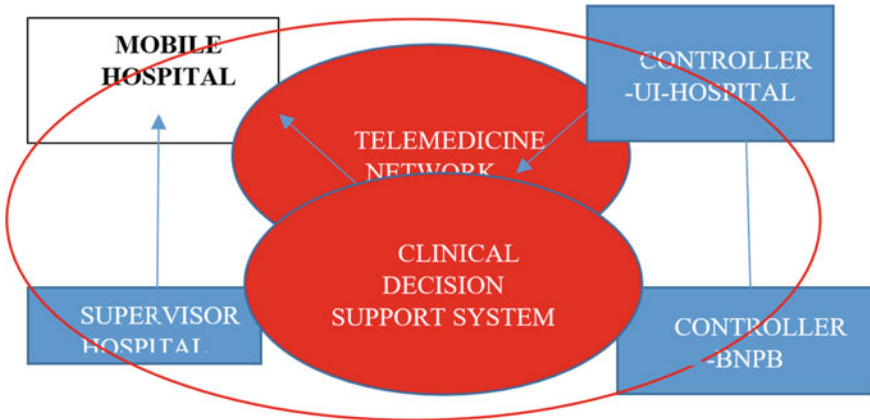 MOBILE
HOSPITAL
CONTROLLER
-UI-HOSPITAL
TELEMEDICINE
NETWORK
CLINICAL
DECISION
SUPPORT SYSTEM
SUPERVISOR
HOSPITAL
CONTROLLER
-BNPB